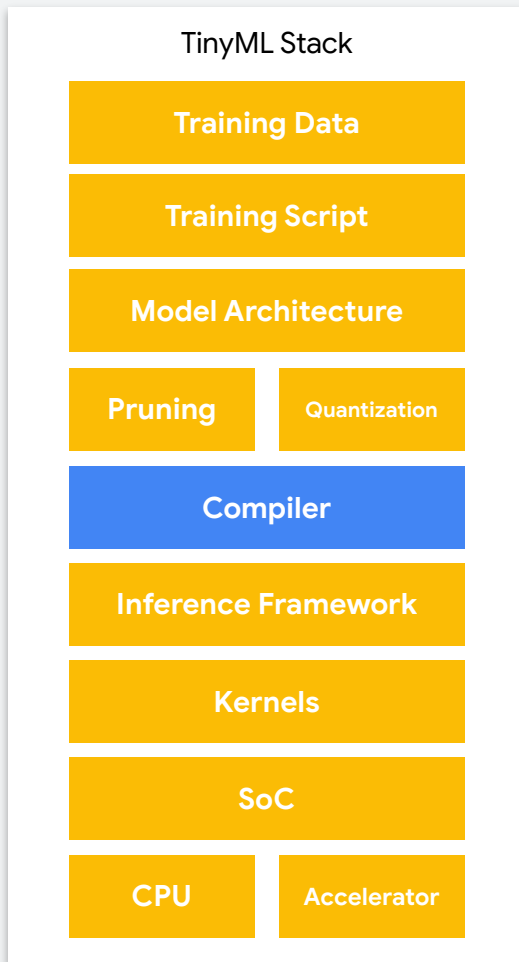 TinyML Stack
Training Data
Training Script
Model Architecture
Pruning
Quantization
Compiler
Inference Framework
Kernels
SoC
CPU
Accelerator